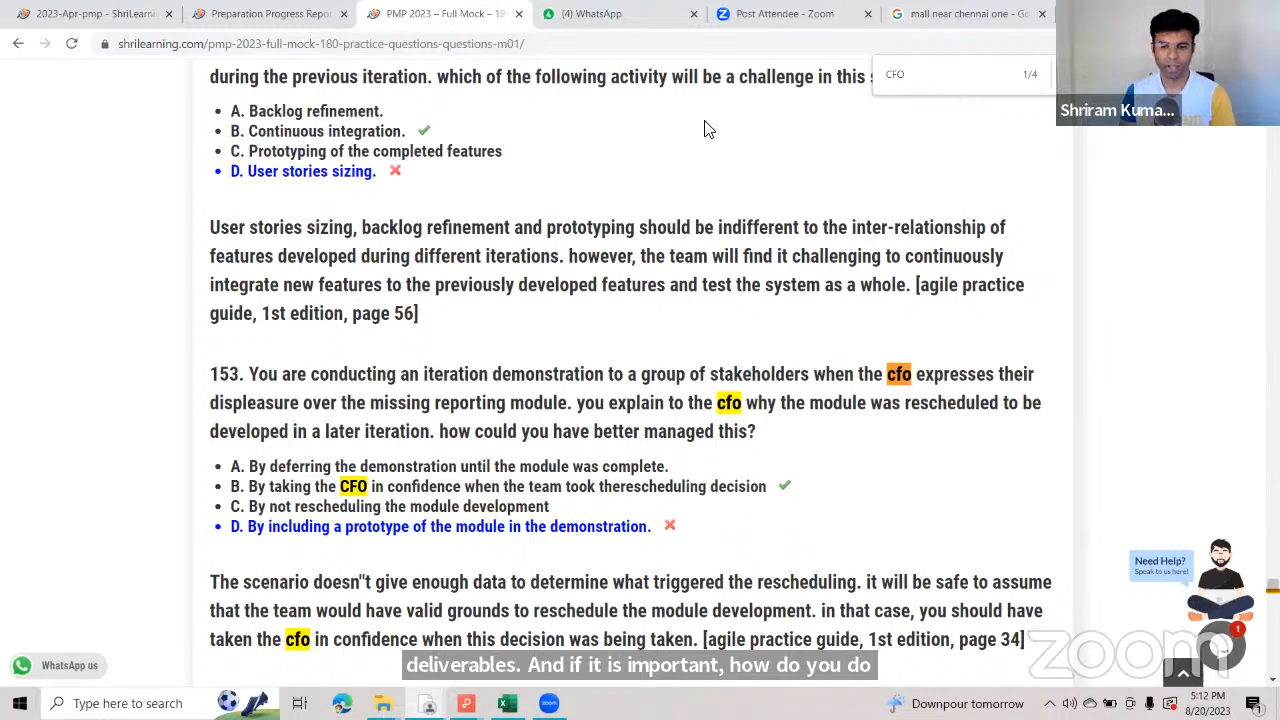 PMP 2023 – ShriLearning
Preparation Progress Report
PMP 2023 – Full Mock
(4) WhatsApp
Post Attendee - Zoom
mall near chennai one - Go
shrilearning.com/pmp-2023-full-mock-180-practice-questions-questions-m01/
CFO 1/4
Shriram Kuma...
during the previous iteration. which of the following activity will be a challenge in this s
A. Backlog refinement.
B. Continuous integration.
C. Prototyping of the completed features
D. User stories sizing.
User stories sizing, backlog refinement and prototyping should be indifferent to the inter-relationship of
features developed during different iterations. however, the team will find it challenging to continuously
integrate new features to the previously developed features and test the system as a whole. [agile practice
guide, 1st edition, page 56]
153. You are conducting an iteration demonstration to a group of stakeholders when the cfo expresses their
displeasure over the missing reporting module. you explain to the cfo why the module was rescheduled to be
developed in a later iteration. how could you have better managed this?
A. By deferring the demonstration until the module was complete.
B. By taking the CFO in confidence when the team took therescheduling decision
C. By not rescheduling the module development
D. By including a prototype of the module in the demonstration.
Need Help?
Speak to us here!
The scenario doesn"t give enough data to determine what triggered the rescheduling. it will be safe to assume
that the team would have valid grounds to reschedule the module development. in that case, you should have
taken the cfo in confidence when this decision was being taken. [agile practice guide, 1st edition, page 34]
1
zoom
WhatsApp us
deliverables. And if it is important, how do you do
Type here to search
zoom
Downpour tomorrow
5:12 PM
8/20/2023
1